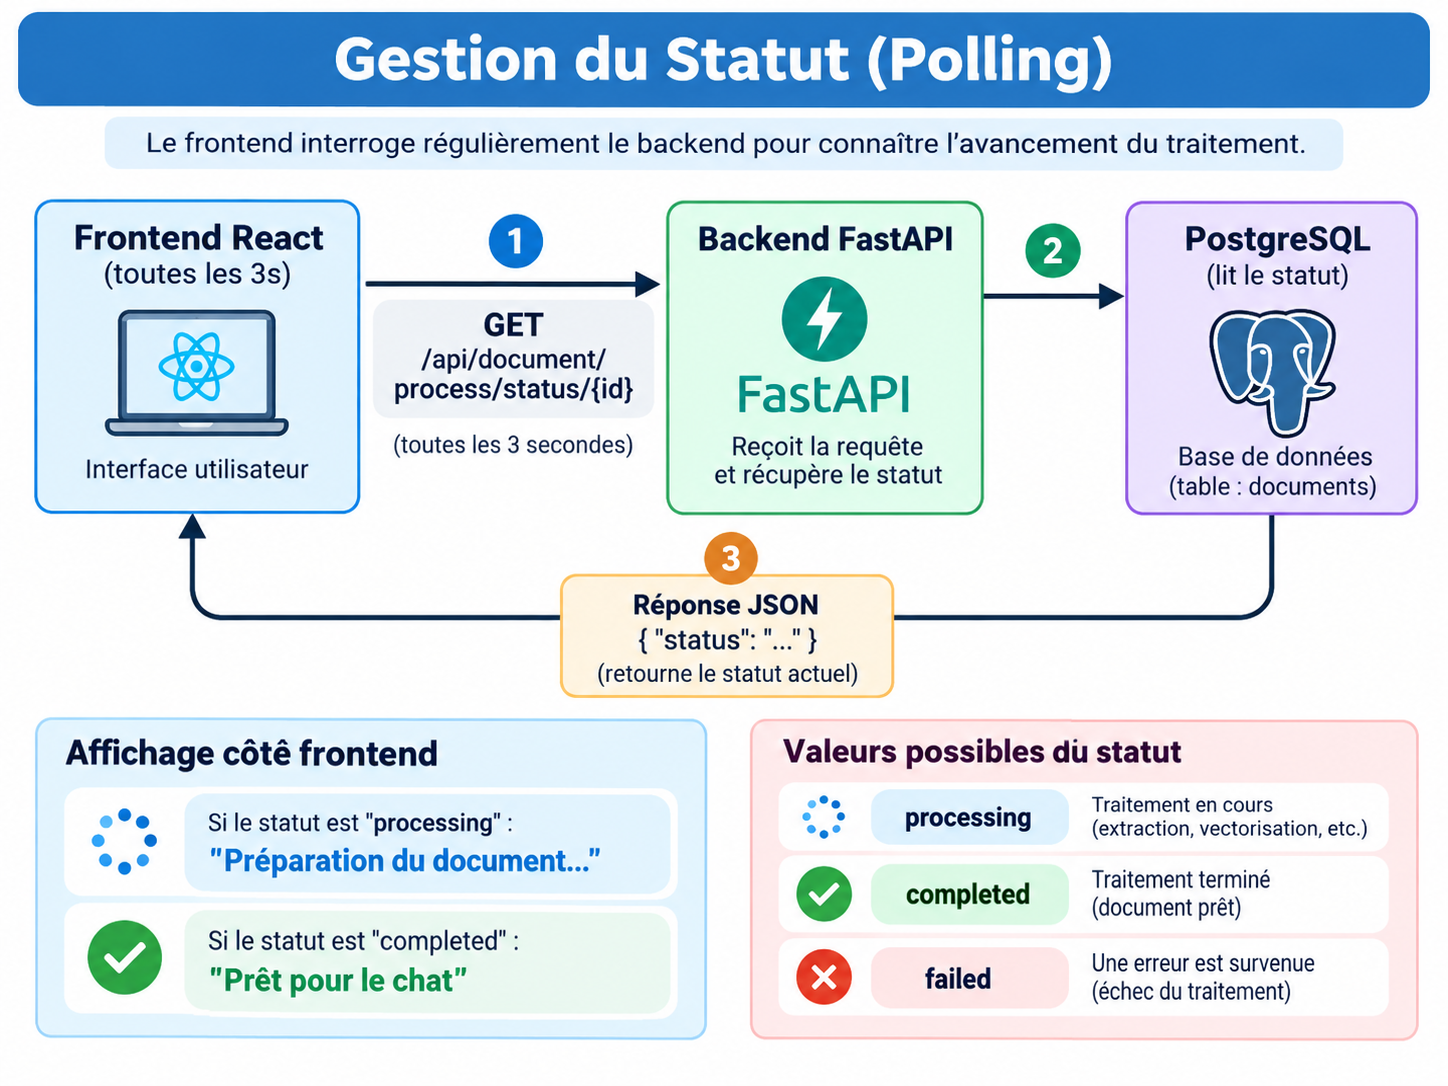 Gestion du Statut (Polling)
Le frontend interroge régulièrement le backend pour connaître l'avancement du traitement.
Frontend React
(toutes les 3s)
Interface utilisateur
1
GET
/api/document/
process/status/{id}
(toutes les 3 secondes)
Backend FastAPI
FastAPI
Reçoit la requête
et récupère le statut
2
PostgreSQL
(lit le statut)
Base de données
(table : documents)
3
Réponse JSON
{ "status": "..." }
(retourne le statut actuel)
Affichage côtê frontend
Si le statut est "processing" :
"Préparation du document..."
Si le statut est "completed" :
"Prêt pour le chat"
Valeurs possibles du statut
processing
Traitement en cours
(extraction, vectorisation, etc.)
completed
Traitement terminé
(document prêt)
failed
Une erreur est survenue
(échec du traitement)